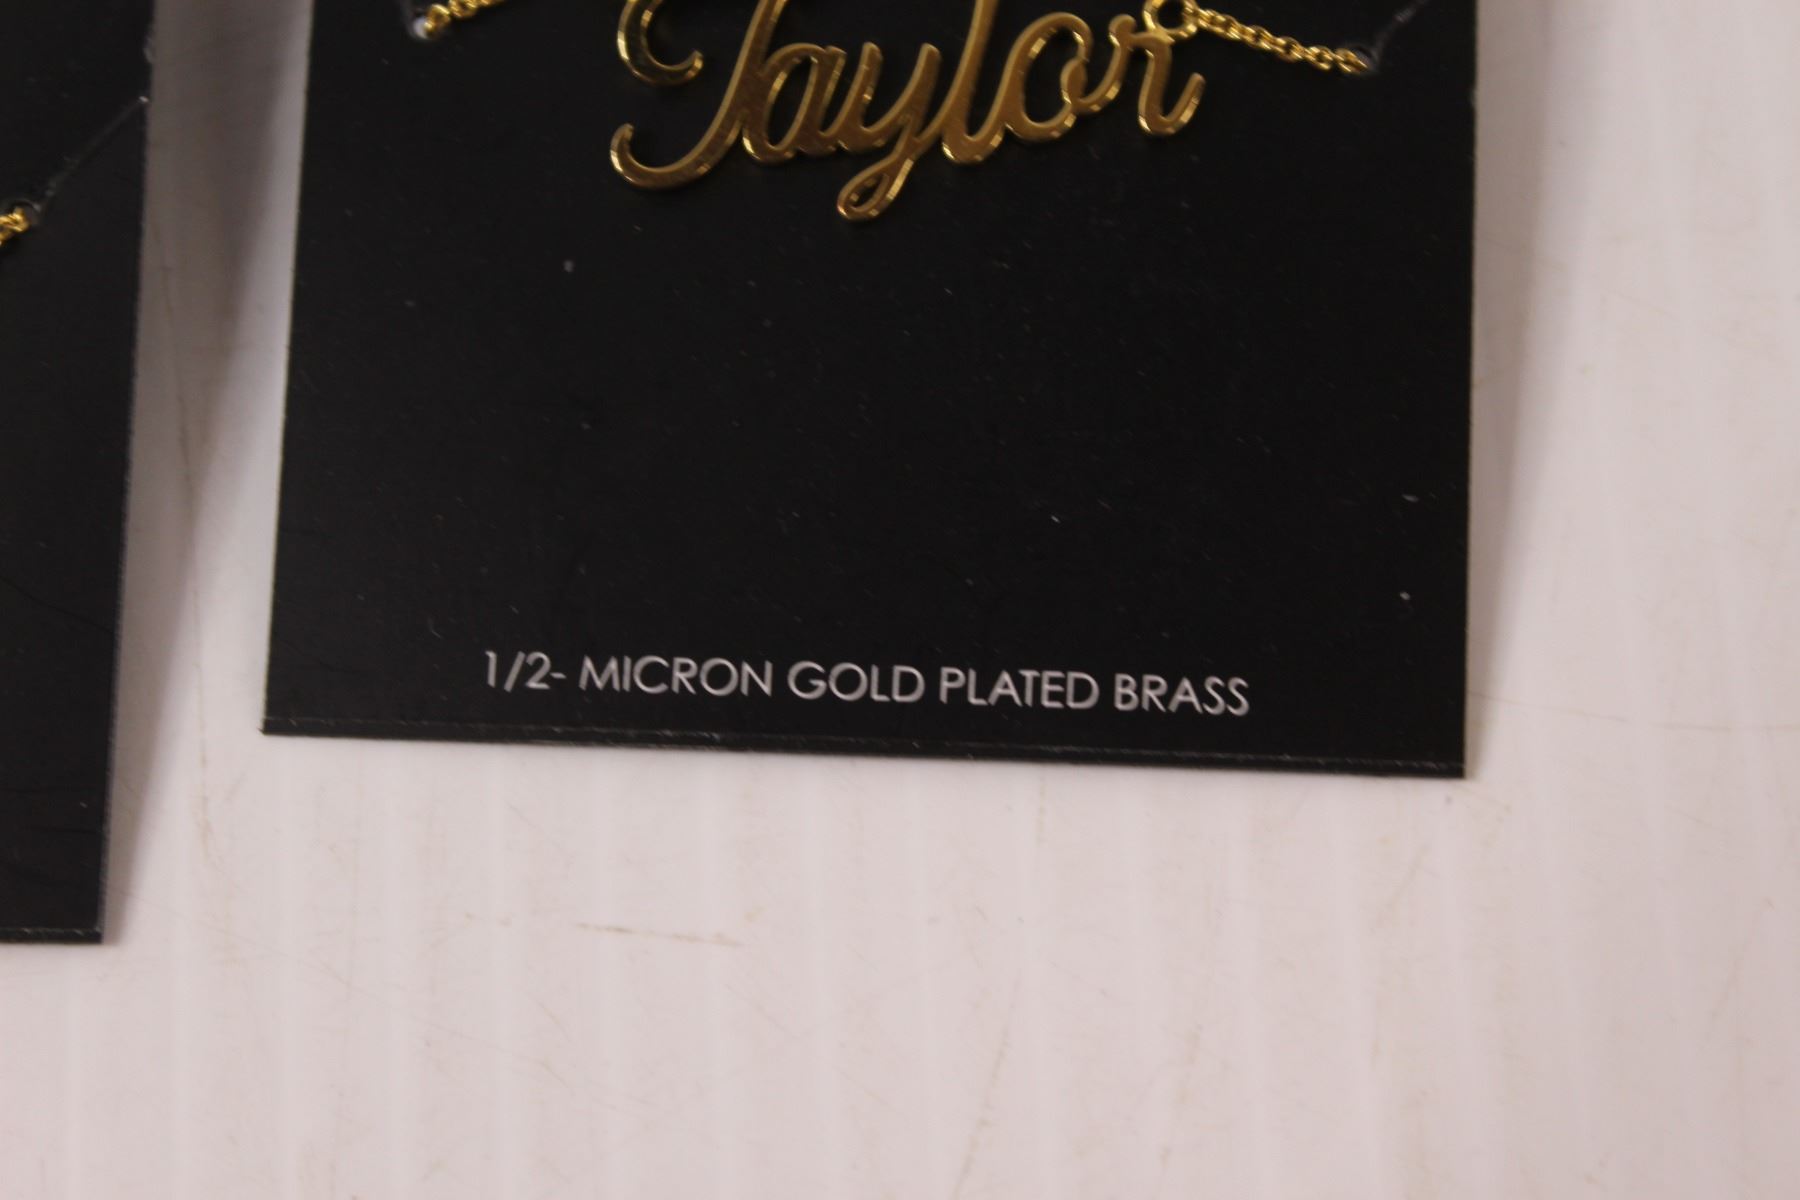 Taylor
1/2- MICRON GOLD PLATED BRASS